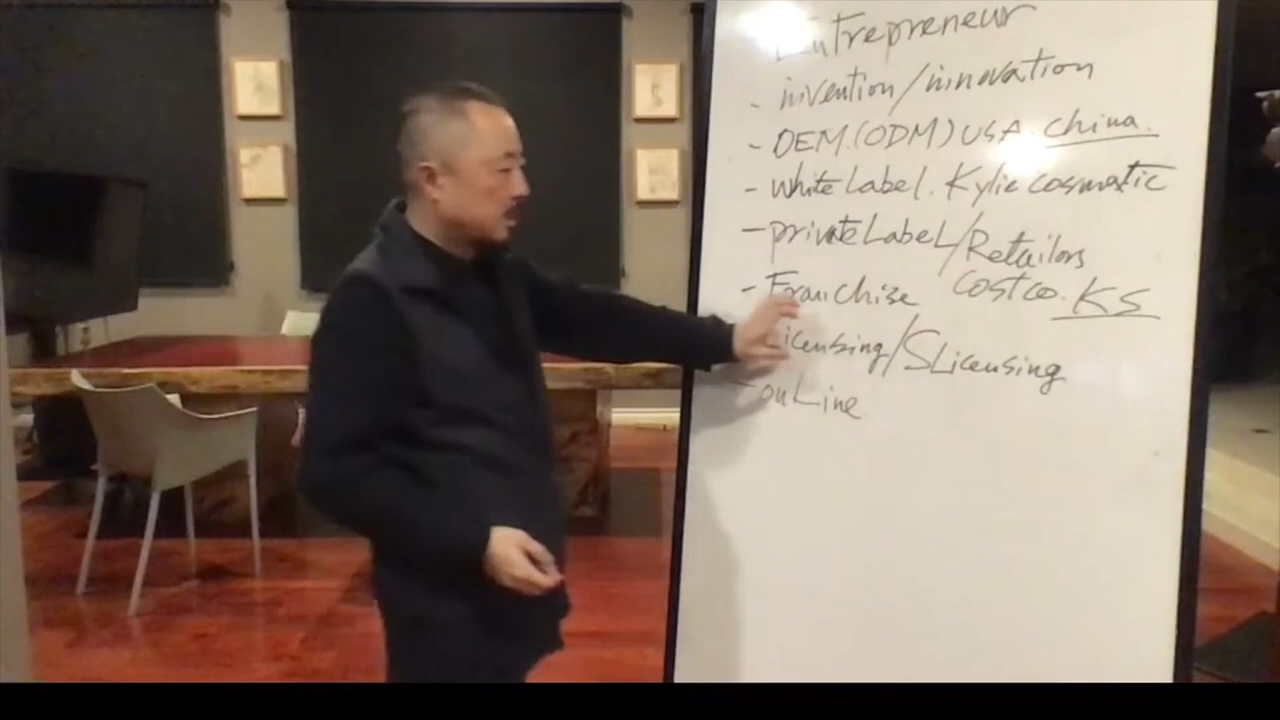 Entrepreneur
- invention/innovation
- OEM.(ODM) USA. China.
- white Label. Kylie cosmatic
- private Label/Retailors
- Franchise Costco. KS
Licensing/SLicensing
- onLine